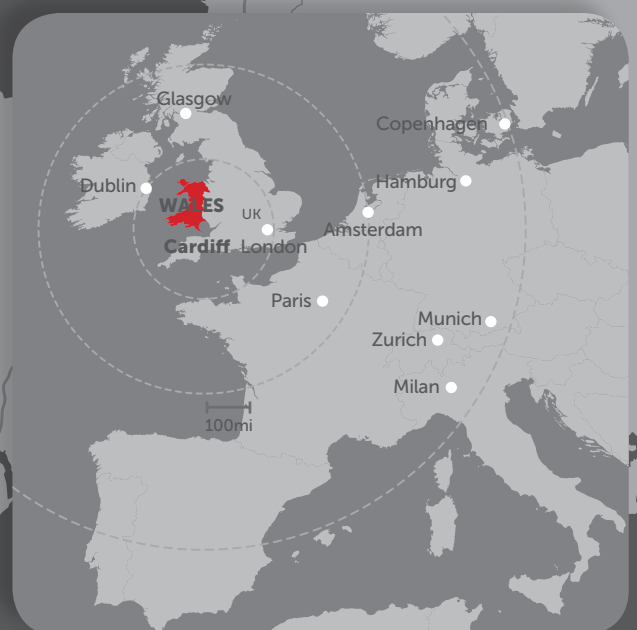 Glasgow
Copenhagen
Hamburg
Dublin
WALES
UK
Amsterdam
Cardiff London
Paris
Munich
Zurich
Milan
100mi